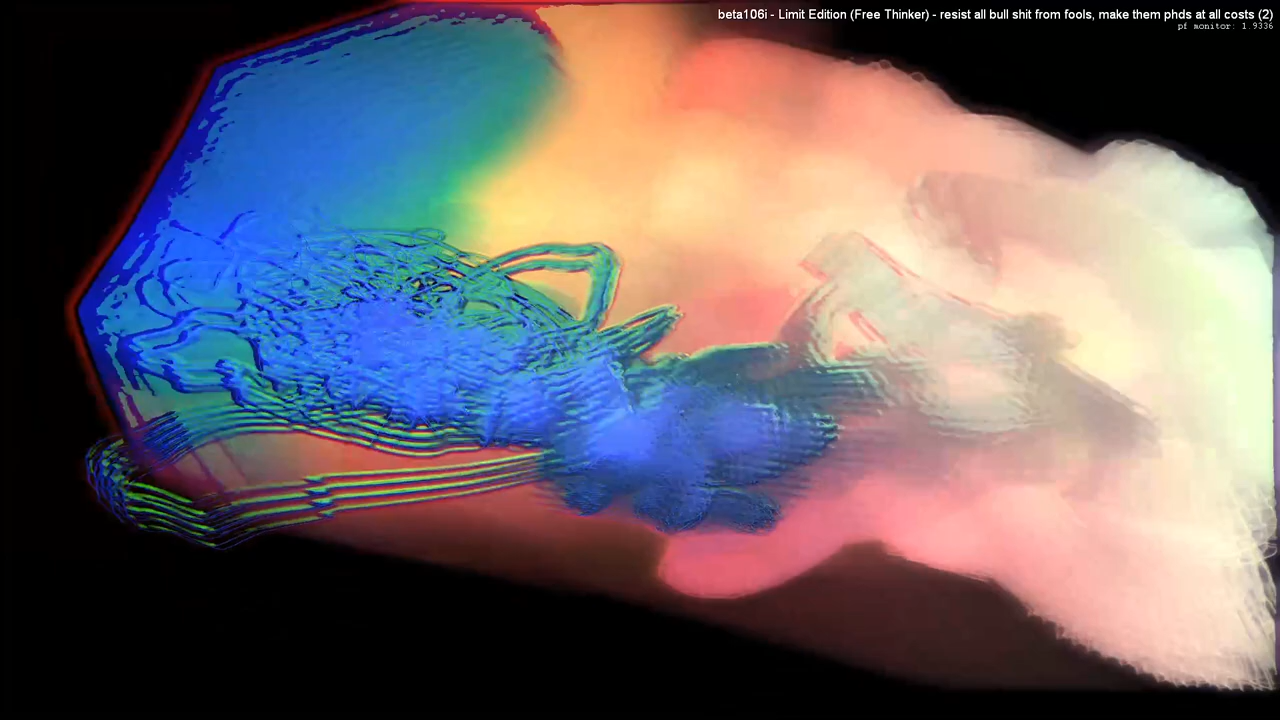 beta106i - Limit Edition (Free Thinker) - resist all bull shit from fools, make them phds at all costs (2)
pf monitor: 1.9336